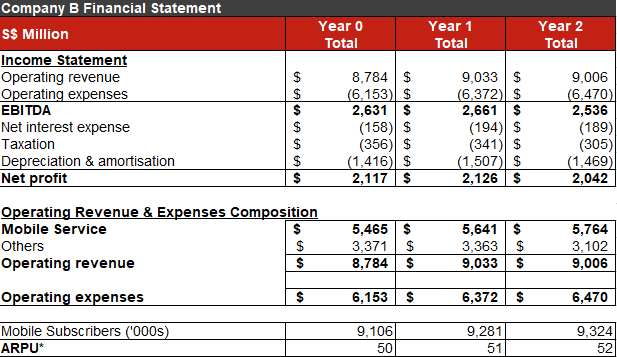 Company B Financial Statement
S$ Million Year 0 Total Year 1 Total Year 2 Total
Income Statement
Operating revenue $ 8,784 $ 9,033 $ 9,006
Operating expenses $ (6,153) $ (6,372) $ (6,470)
EBITDA $ 2,631 $ 2,661 $ 2,536
Net interest expense $ (158) $ (194) $ (189)
Taxation $ (356) $ (341) $ (305)
Depreciation & amortisation $ (1,416) $ (1,507) $ (1,469)
Net profit $ 2,117 $ 2,126 $ 2,042
Operating Revenue & Expenses Composition
Mobile Service $ 5,465 $ 5,641 $ 5,764
Others $ 3,371 $ 3,363 $ 3,102
Operating revenue $ 8,784 $ 9,033 $ 9,006
Operating expenses $ 6,153 $ 6,372 $ 6,470
Mobile Subscribers ('000s) 9,106 9,281 9,324
ARPU* 50 51 52